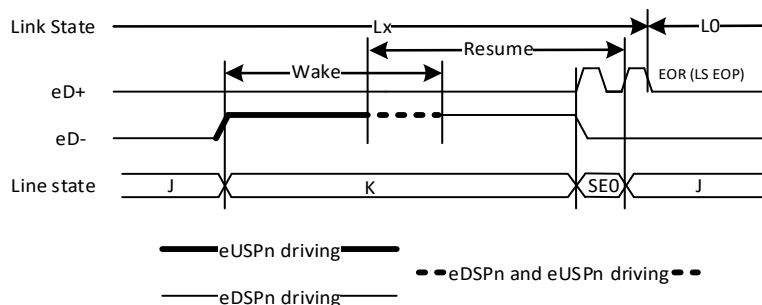 Link State Lx L0
Resume
Wake
eD+ EOR (LS EOP)
eD-
Line state J K SE0 J
eUSPn driving
eDSPn and eUSPn driving
eDSPn driving